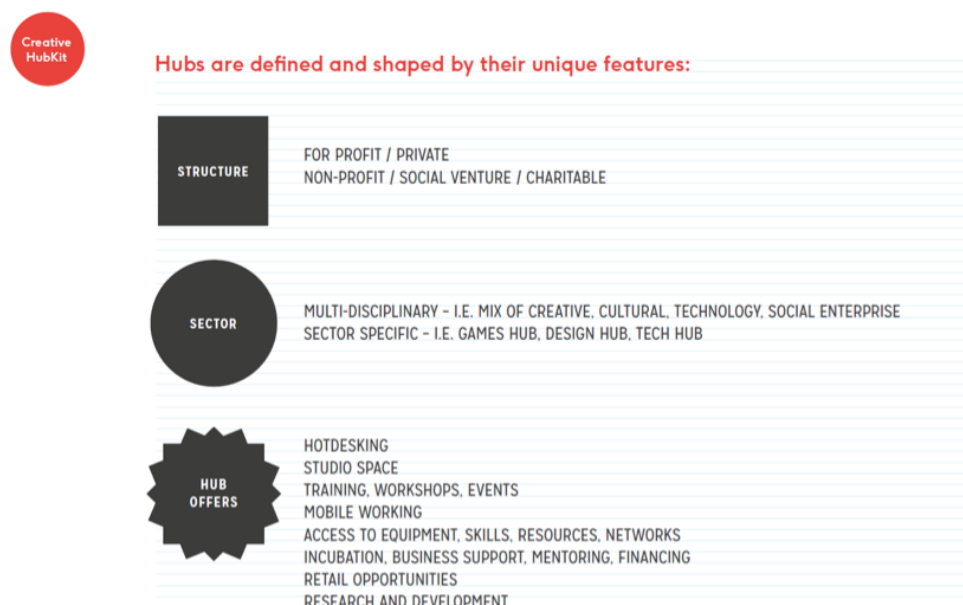 Creative
HubKit
Hubs are defined and shaped by their unique features:
STRUCTURE
FOR PROFIT / PRIVATE
NON-PROFIT / SOCIAL VENTURE / CHARITABLE
SECTOR
MULTI-DISCIPLINARY – I.E. MIX OF CREATIVE, CULTURAL, TECHNOLOGY, SOCIAL ENTERPRISE
SECTOR SPECIFIC – I.E. GAMES HUB, DESIGN HUB, TECH HUB
HUB
OFFERS
HOTDESKING
STUDIO SPACE
TRAINING, WORKSHOPS, EVENTS
MOBILE WORKING
ACCESS TO EQUIPMENT, SKILLS, RESOURCES, NETWORKS
INCUBATION, BUSINESS SUPPORT, MENTORING, FINANCING
RETAIL OPPORTUNITIES
RESEARCH AND DEVELOPMENT